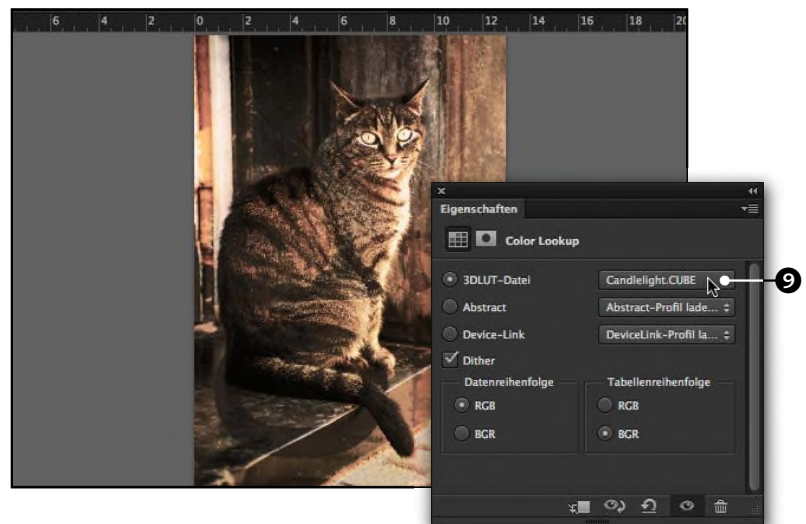 6 4 2 0 2 4 6 8 10 12 14 16 18 20
Eigenschaften
Color Lookup
3DLUT-Datei Candlelight.CUBE
9
Abstract Abstract-Profil lade...
Device-Link DeviceLink-Profil la...
Dither
Datenreihenfolge Tabellenreihenfolge
RGB RGB
BGR BGR